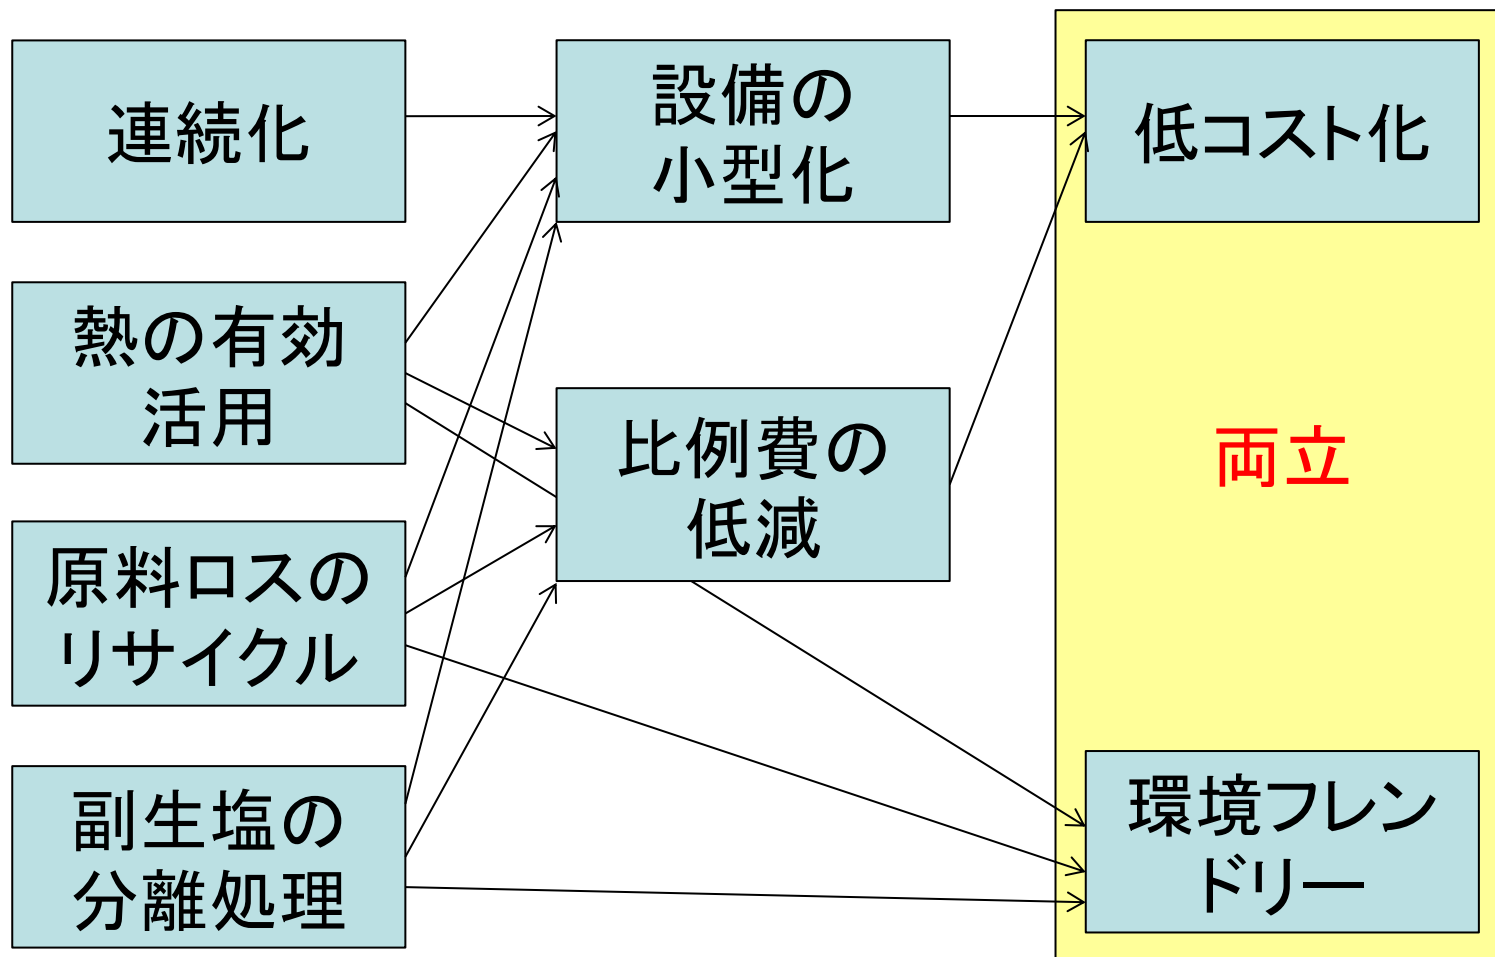 連続化
熱の有効
活用
原料ロスの
リサイクル
副生塩の
分離処理
設備の
小型化
比例費の
低減
低コスト化
両立
環境フレン
ドリー